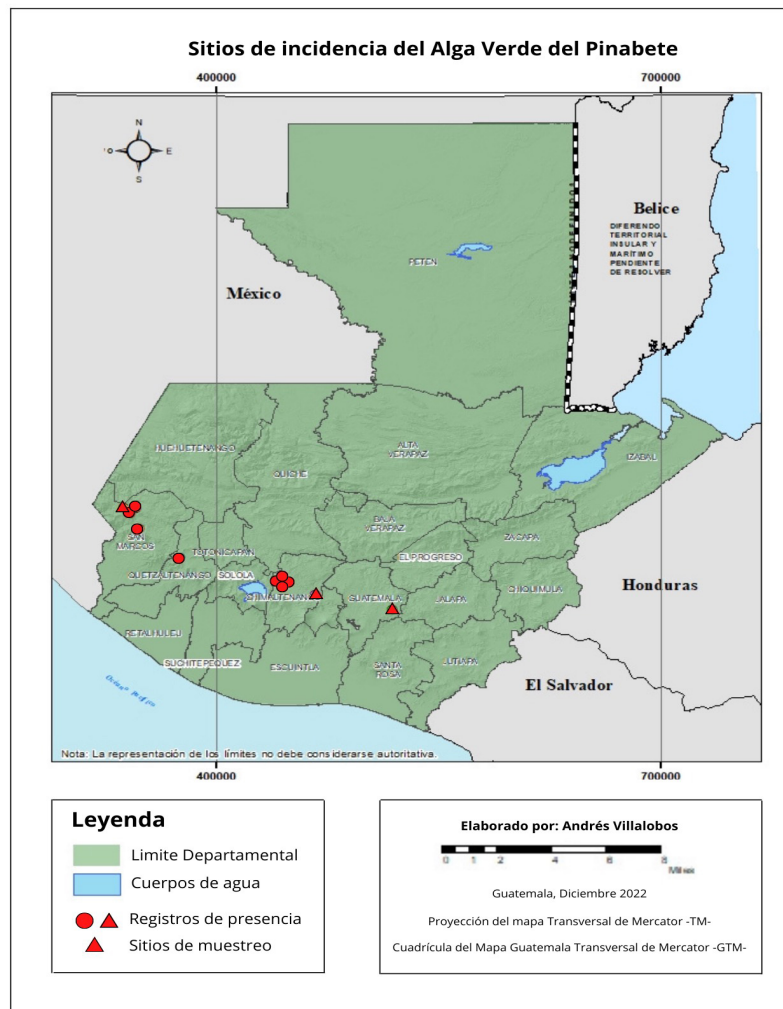 Sitios de incidencia del Alga Verde del Pinabete
400000
700000
N
E
S
Belice
DIFERENDO
TERRITORIAL
INSULAR Y
MARÍTIMO
PENDIENTE
DE RESOLVER
PETEN
México
HUEHUETENANGO
QUICHE
ALTA
VERAPAZ
IZABAL
SAN
MARCOS
BAJA
VERAPAZ
ZACAPA
TOTONICAPAN
EL PROGRESO
QUETZALTENANGO
SOLOLA
CHIMALTENANGO
GUATEMALA
JALAPA
CHIQUIMULA
Honduras
RETALHULEU
SUCHITEPEQUEZ
ESCUINTLA
SANTA
ROSA
JUTIAPA
El Salvador
Nota: La representación de los límites no debe considerarse autoritativa.
400000
700000
Leyenda
Limite Departamental
Cuerpos de agua
Registros de presencia
Sitios de muestreo
Elaborado por: Andrés Villalobos
0 1 2 4 6 8
Guatemala, Diciembre 2022
Proyección del mapa Transversal de Mercator -TM-
Cuadrícula del Mapa Guatemala Transversal de Mercator -GTM-